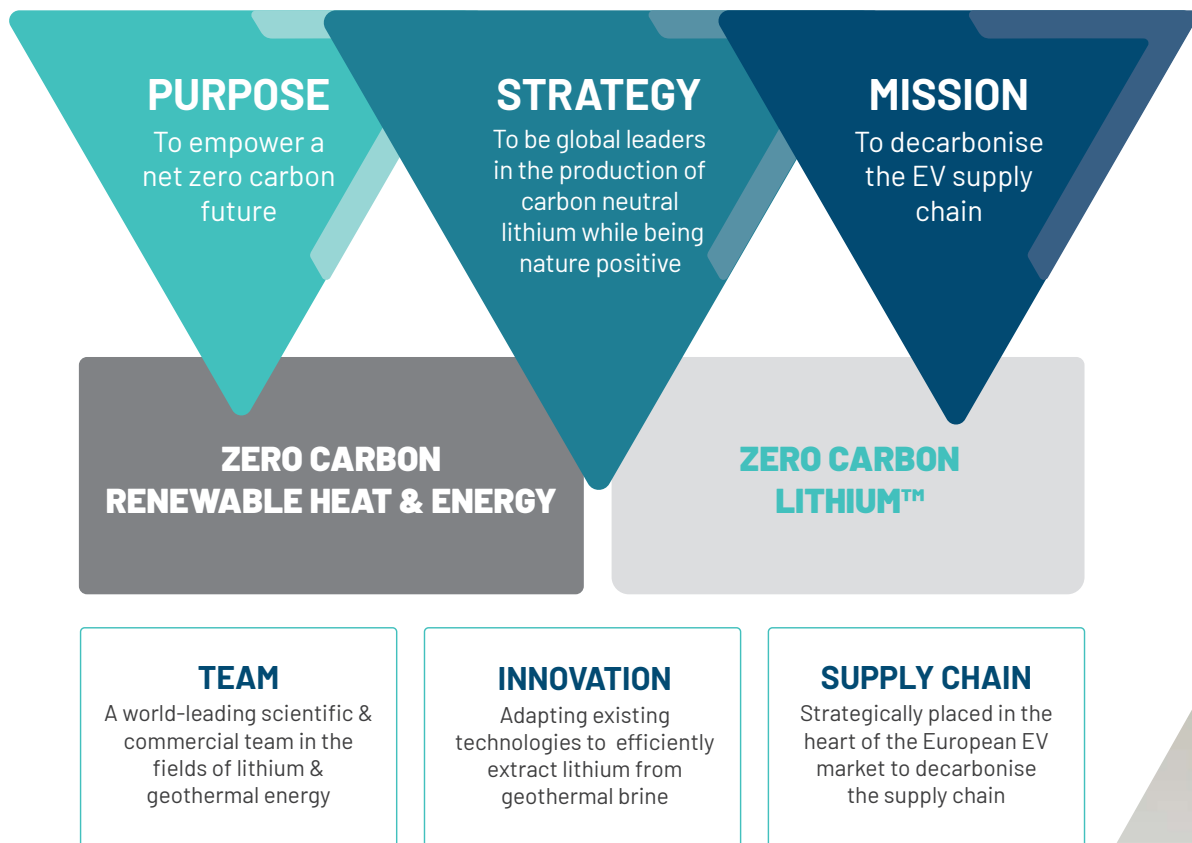 PURPOSE
To empower a
net zero carbon
future
STRATEGY
To be global leaders
in the production of
carbon neutral
lithium while being
nature positive
MISSION
To decarbonise
the EV supply
chain
ZERO CARBON
RENEWABLE HEAT & ENERGY
ZERO CARBON
LITHIUM™
TEAM
A world-leading scientific &
commercial team in the
fields of lithium &
geothermal energy
INNOVATION
Adapting existing
technologies to  efficiently
extract lithium from
geothermal brine
SUPPLY CHAIN
Strategically placed in the
heart of the European EV
market to decarbonise
the supply chain